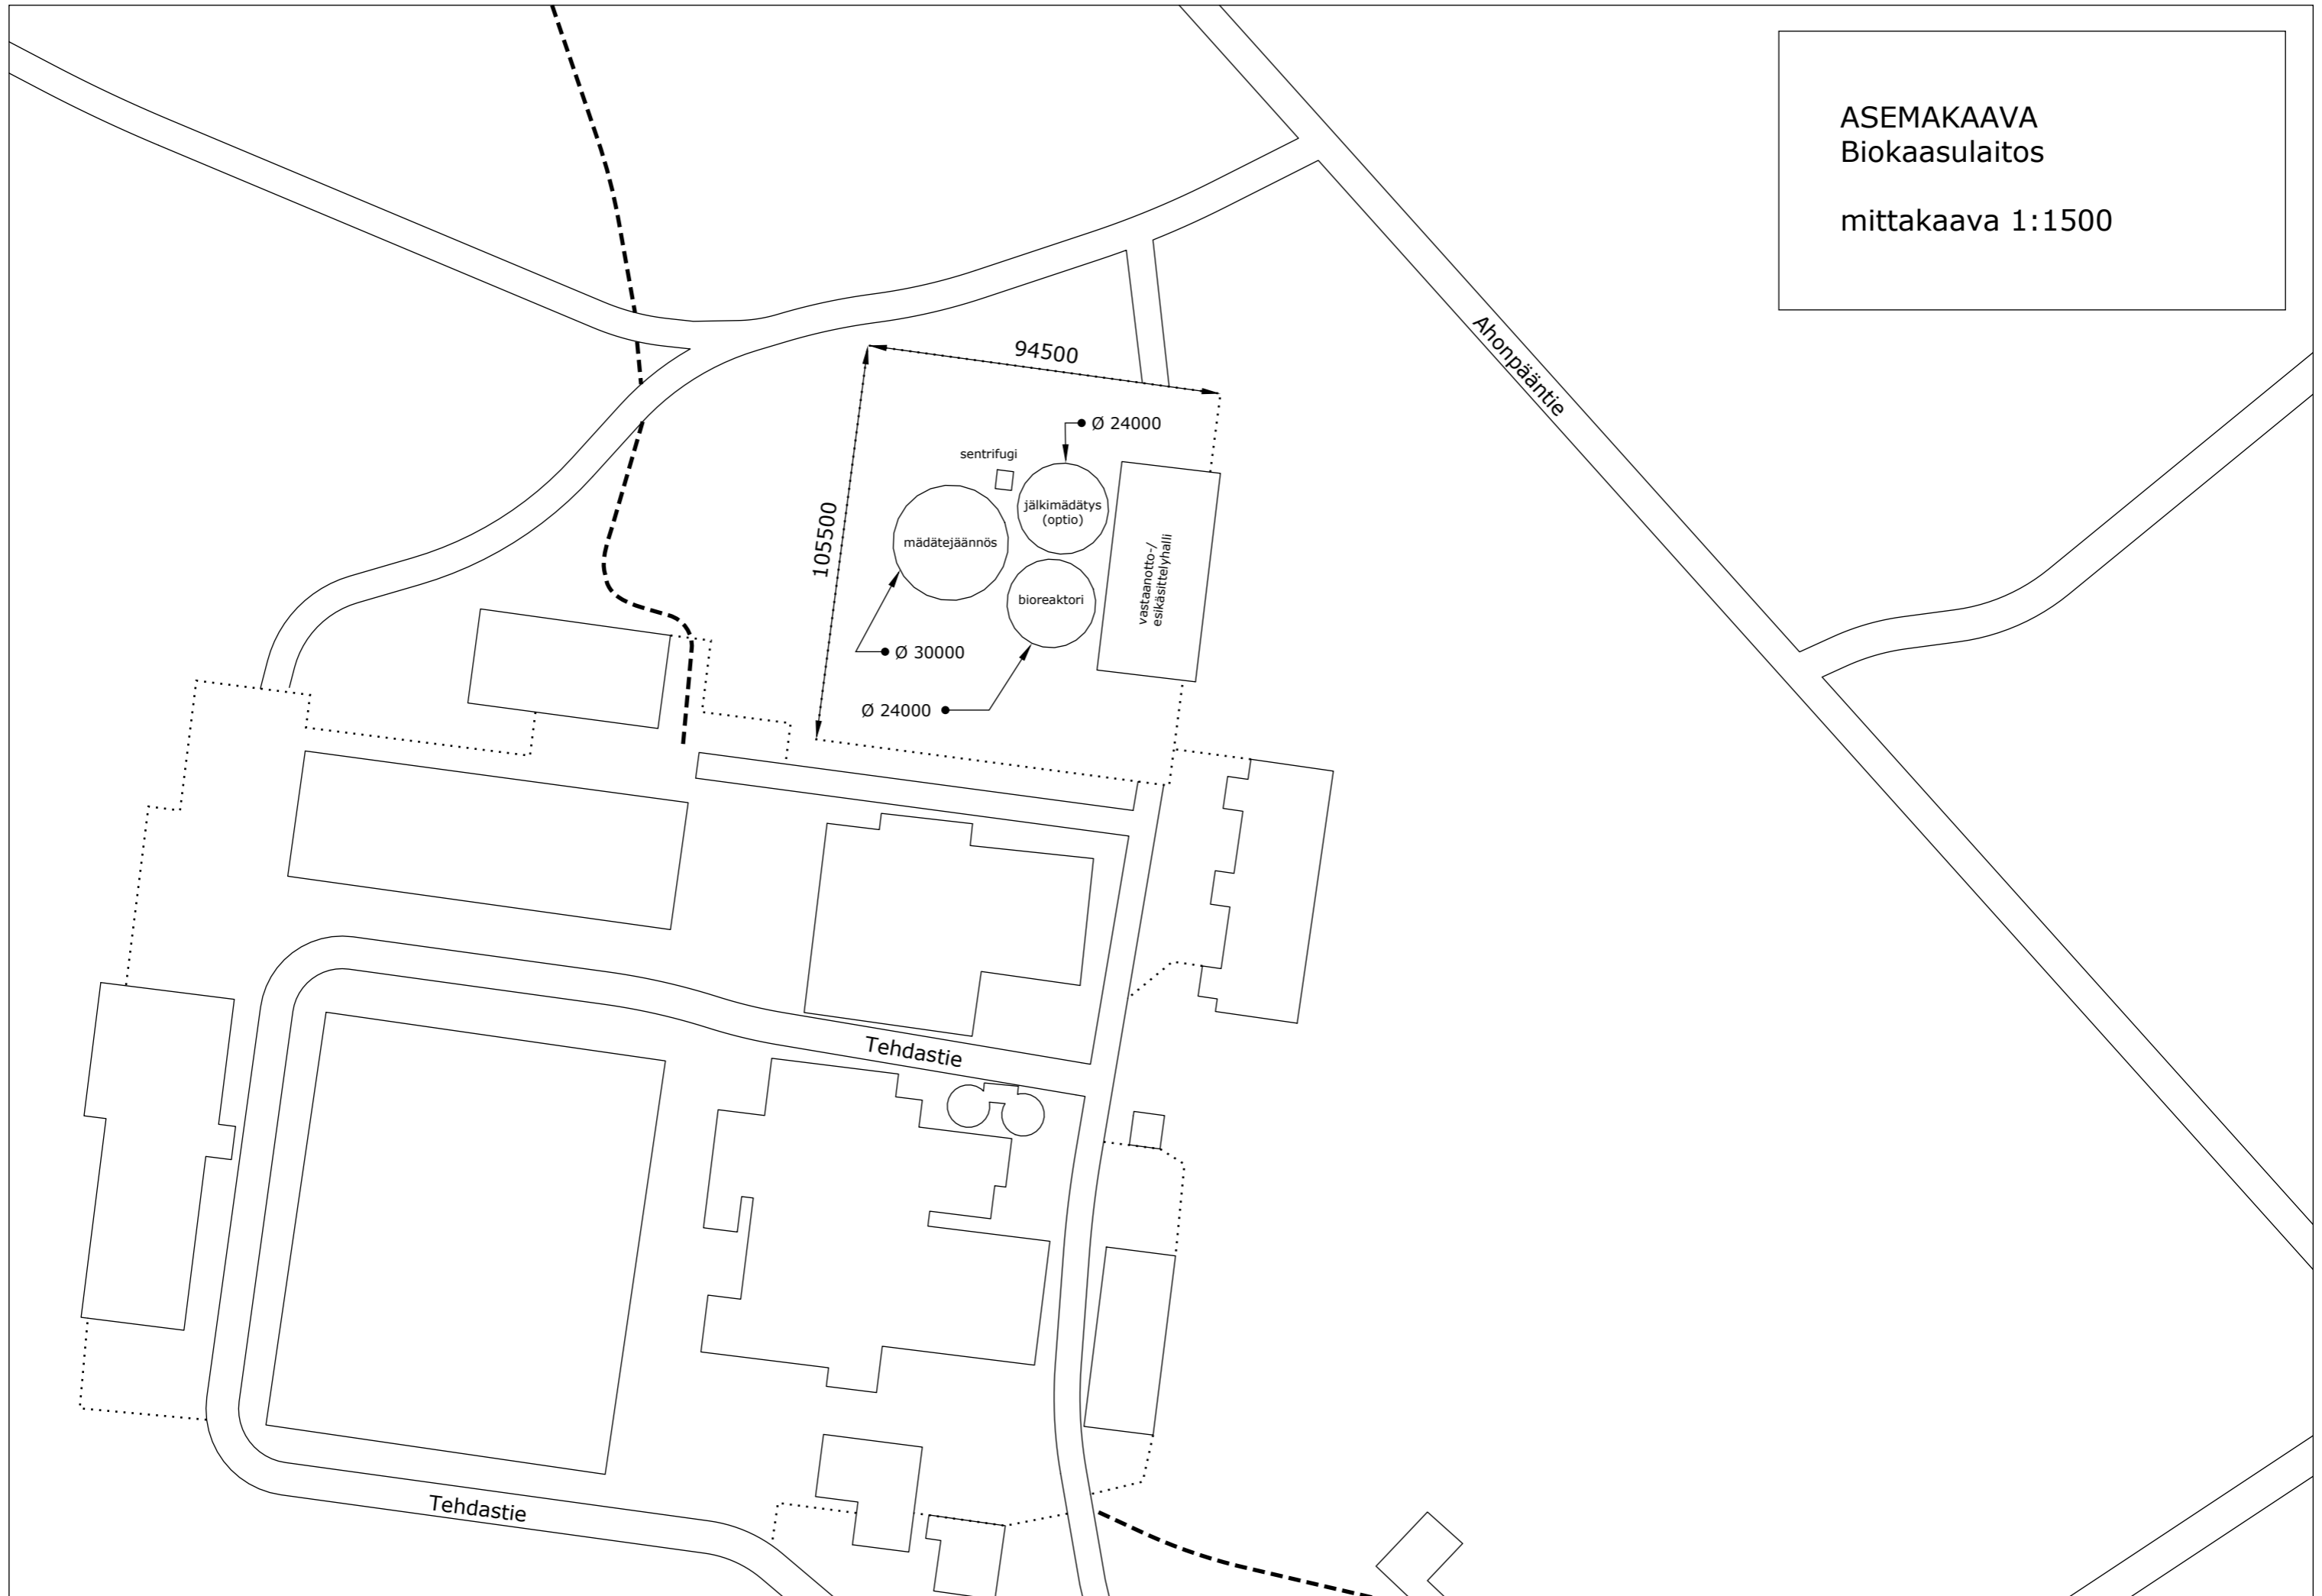 ASEMAKAAVA
Biokaasulaitos
mittakaava 1:1500
Ahonpääntie
94500
Ø 24000
sentrifugi
jälkimädätys
(optio)
105500
mädätejäännös
vastaanotto-/
esikäsittelyhalli
bioreaktori
Ø 30000
Ø 24000
Tehdastie
Tehdastie